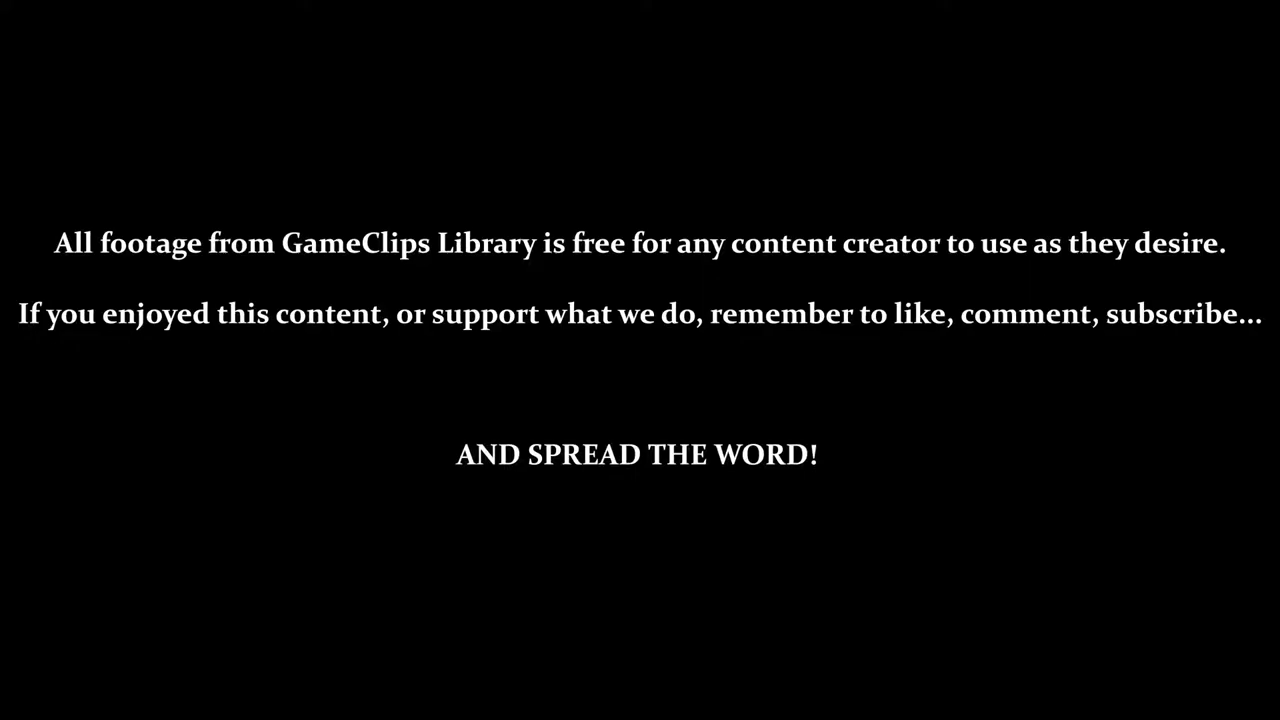 All footage from GameClips Library is free for any content creator to use as they desire.
If you enjoyed this content, or support what we do, remember to like, comment, subscribe...
AND SPREAD THE WORD!